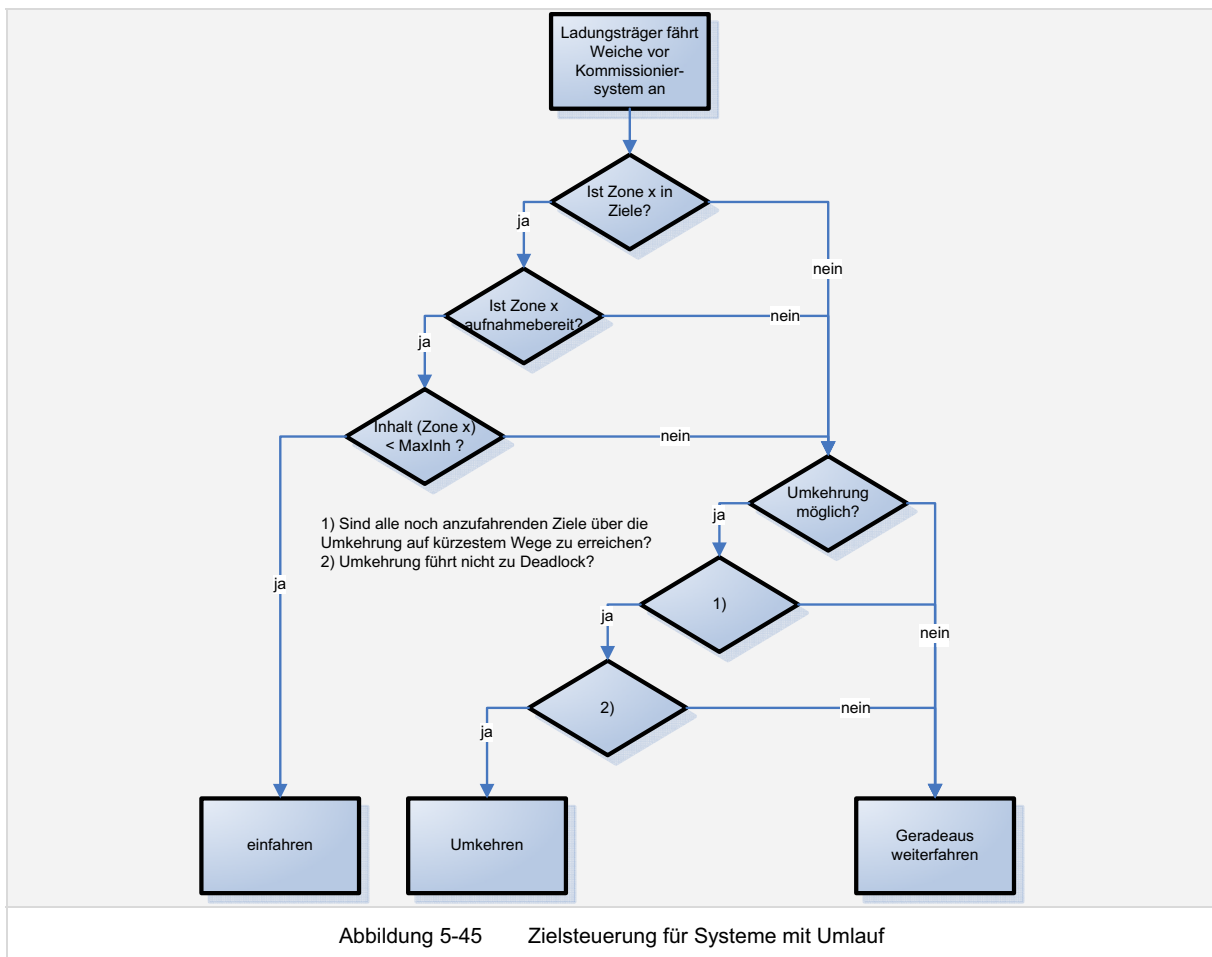 Ladungsträger fährt
Weiche vor
Kommissionier-
system an
Ist Zone x in
Ziele?
ja
nein
Ist Zone x
aufnahmebereit?
nein
ja
Inhalt (Zone x)
< MaxInh ?
nein
Umkehrung
möglich?
ja
1) Sind alle noch anzufahrenden Ziele über die
Umkehrung auf kürzestem Wege zu erreichen?
2) Umkehrung führt nicht zu Deadlock?
ja
1)
ja
nein
2)
nein
ja
einfahren
Umkehren
Geradeaus
weiterfahren
Abbildung 5-45 Zielsteuerung für Systeme mit Umlauf